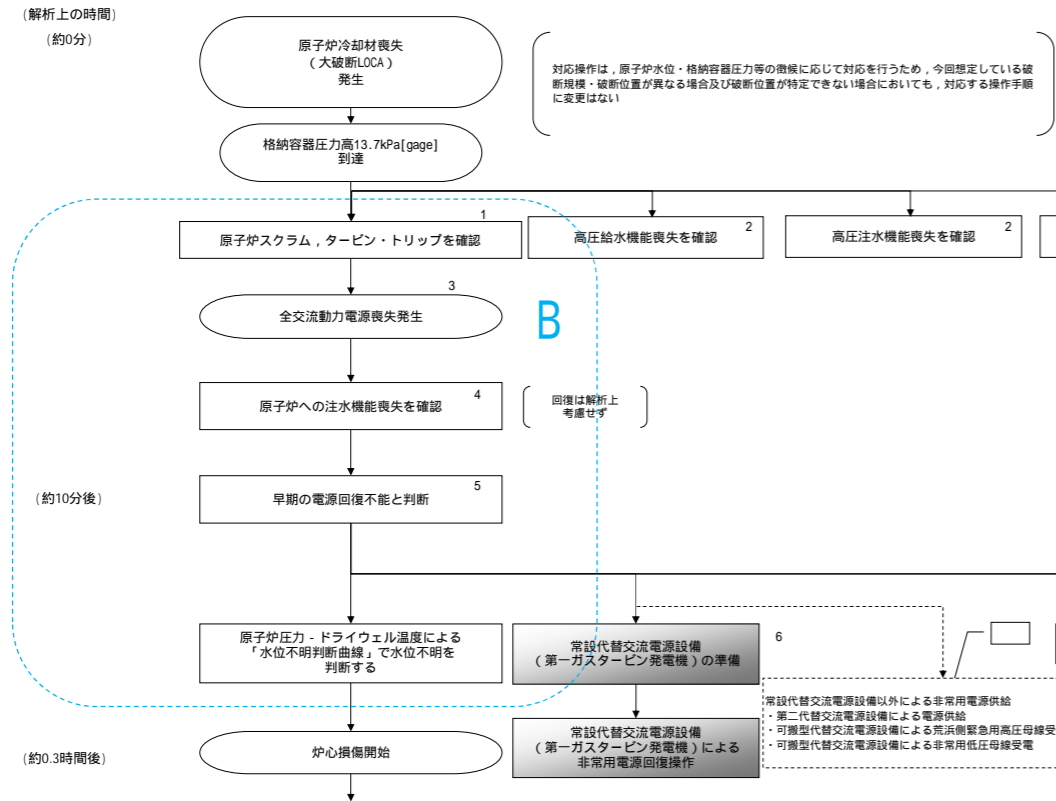 (解析上の時間)
(約0分)
原子炉冷却材喪失
(大破断LOCA)
発生
対応操作は,原子炉水位・格納容器圧力等の徴候に応じて対応を行うため,今回想定している破
断規模・破断位置が異なる場合及び破断位置が特定できない場合においても,対応する操作手順
に変更はない
格納容器圧力高13.7kPa[gage]
到達
1
原子炉スクラム,タービン・トリップを確認
2
高圧給水機能喪失を確認
2
高圧注水機能喪失を確認
3
全交流動力電源喪失発生
B
4
原子炉への注水機能喪失を確認
回復は解析上
考慮せず
(約10分後)
5
早期の電源回復不能と判断
原子炉圧力 - ドライウェル温度による
「水位不明判断曲線」で水位不明を
判断する
常設代替交流電源設備
(第一ガスタービン発電機)の準備
6
常設代替交流電源設備以外による非常用電源供給
・第二代替交流電源設備による電源供給
・可搬型代替交流電源設備による荒浜側緊急用高圧母線受
・可搬型代替交流電源設備による非常用低圧母線受電
(約0.3時間後)
炉心損傷開始
常設代替交流電源設備
(第一ガスタービン発電機)による
非常用電源回復操作